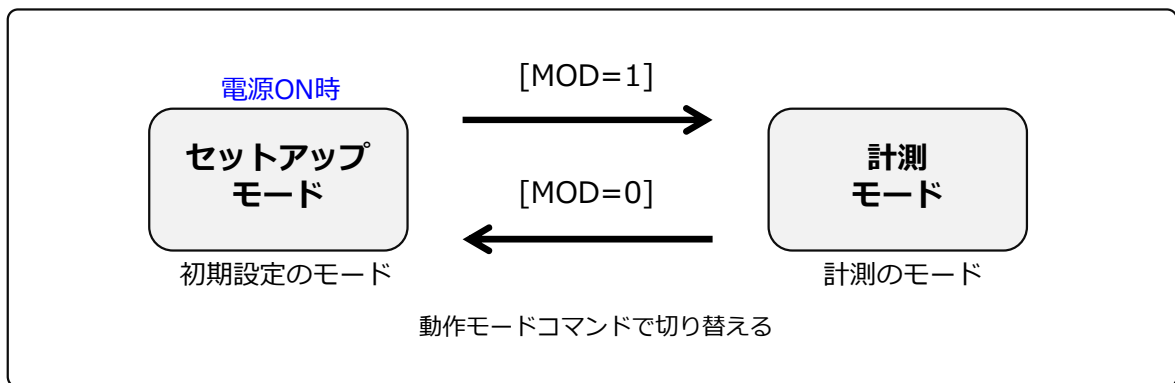 電源ON時
セットアップ
モード
初期設定のモード
[MOD=1]
[MOD=0]
計測
モード
計測のモード
動作モードコマンドで切り替える